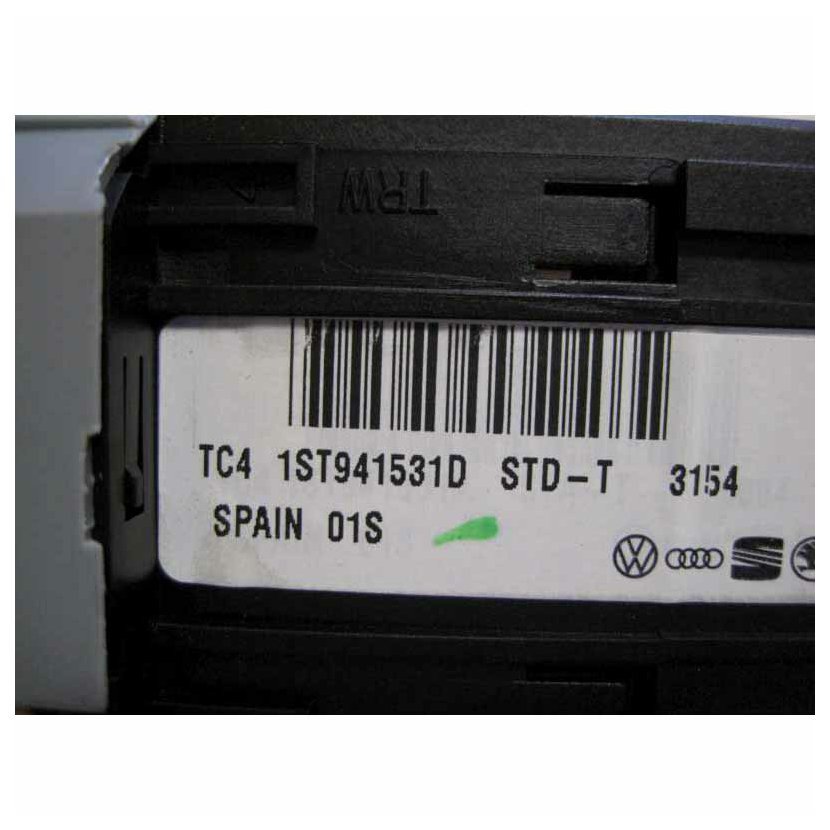 TRW
TC4 1ST941531D STD-T 3154
SPAIN 01S